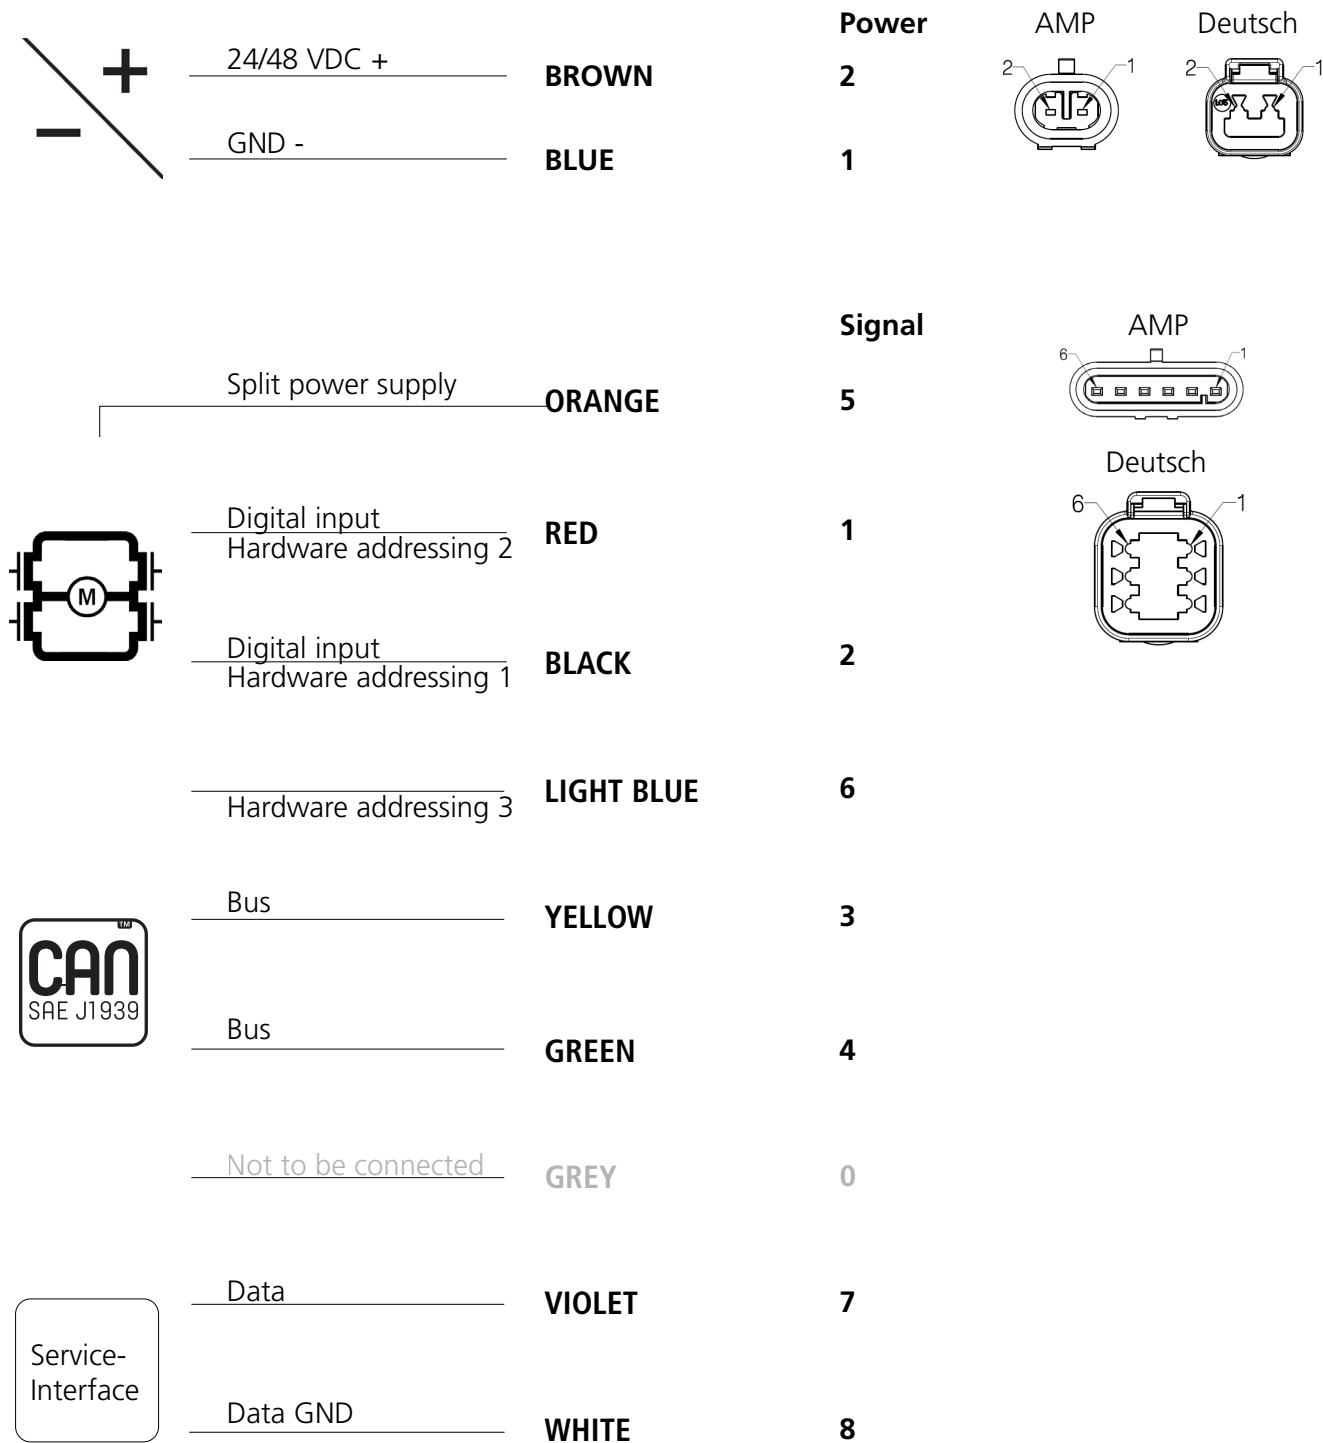 Power AMP Deutsch
24/48 VDC + BROWN 2 2 1 2 1
GND - BLUE 1
Signal AMP
6 1
Split power supply ORANGE 5
Deutsch
6 1
Digital input
Hardware addressing 2 RED 1
M
Digital input
Hardware addressing 1 BLACK 2
LIGHT BLUE 6
Hardware addressing 3
Bus YELLOW 3
TM
CAN
SAE J1939
Bus GREEN 4
Not to be connected GREY 0
Data VIOLET 7
Service-
Interface
Data GND WHITE 8